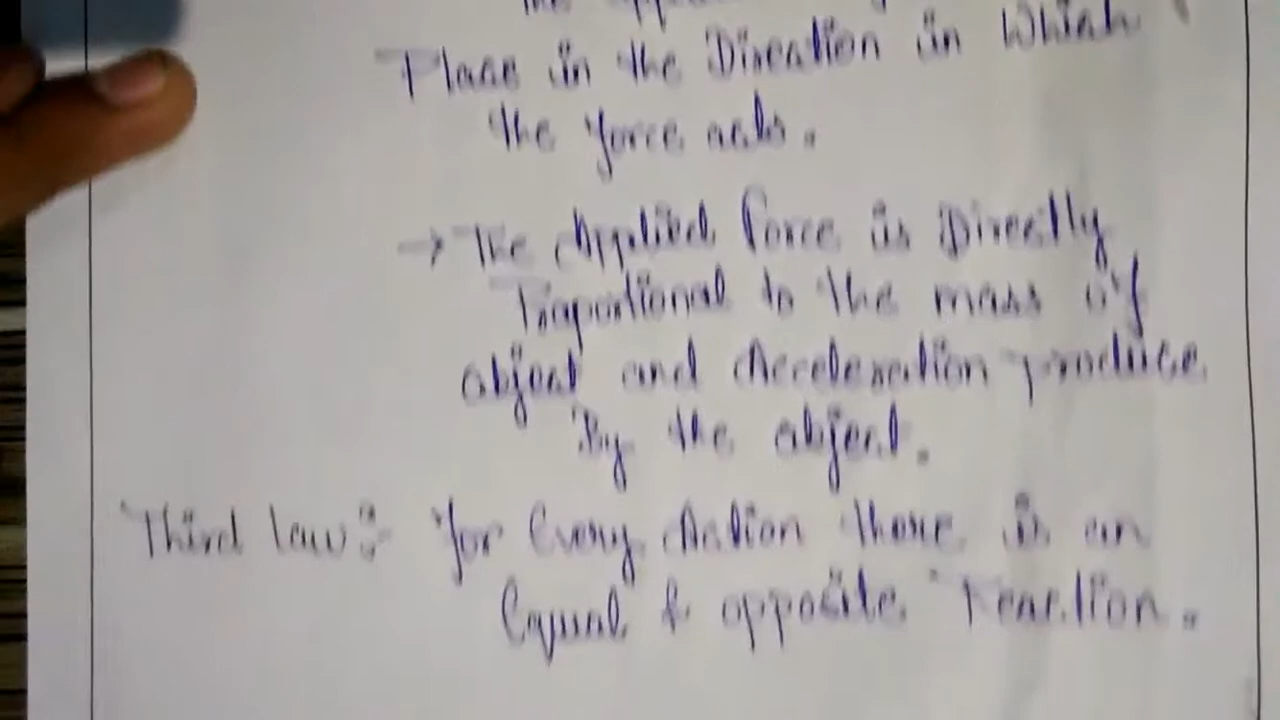 the
Place in the Direction in Which
the force acts.
→ The Applied Force is Directly
Proportional to the mass of
object and Acceleration produce
By the object.
Third law :- for Every Action there is an
Equal & opposite Reaction.